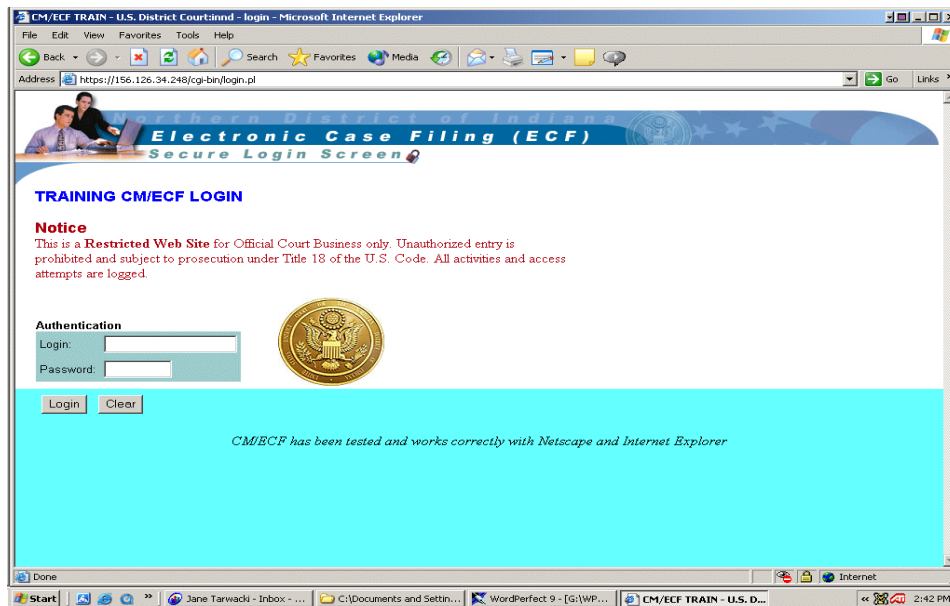 CM/ECF TRAIN - U.S. District Court:innd - login - Microsoft Internet Explorer
File Edit View Favorites Tools Help
Back Search Favorites Media
Address https://156.126.34.248/cgi-bin/login.pl Go Links
Northern District of Indiana
Electronic Case Filing (ECF)
Secure Login Screen
TRAINING CM/ECF LOGIN
Notice
This is a Restricted Web Site for Official Court Business only. Unauthorized entry is
prohibited and subject to prosecution under Title 18 of the U.S. Code. All activities and access
attempts are logged.
Authentication
Login:
Password:
Login Clear
CM/ECF has been tested and works correctly with Netscape and Internet Explorer
Done Internet
Start Jane Tarwacki - Inbox - ... C:\Documents and Settin... WordPerfect 9 - [G:\WP... CM/ECF TRAIN - U.S. D... 2:42 PM